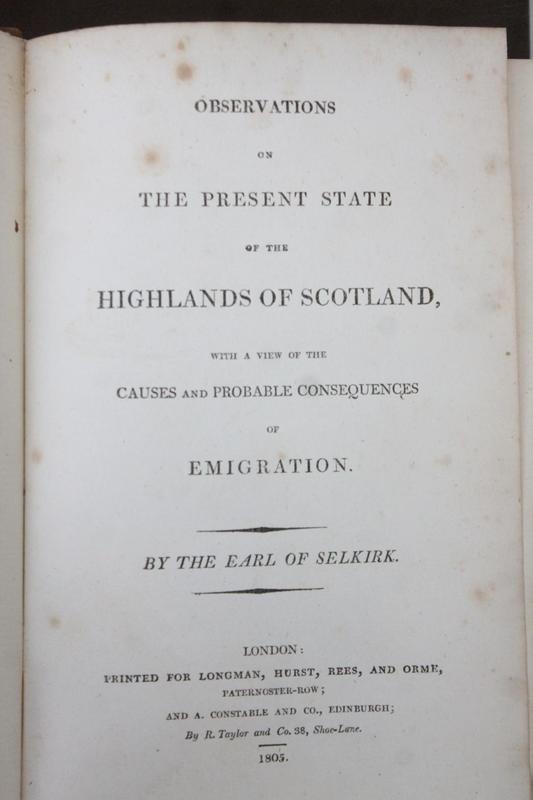 OBSERVATIONS
ON
THE PRESENT STATE
OF THE
HIGHLANDS OF SCOTLAND,
WITH A VIEW OF THE
CAUSES AND PROBABLE CONSEQUENCES
OF
EMIGRATION.
BY THE EARL OF SELKIRK.
LONDON:
PRINTED FOR LONGMAN, HURST, REES, AND ORME,
PATERNOSTER-ROW;
AND A. CONSTABLE AND CO., EDINBURGH;
By R. Taylor and Co. 38, Shoe-Lane.
1805.